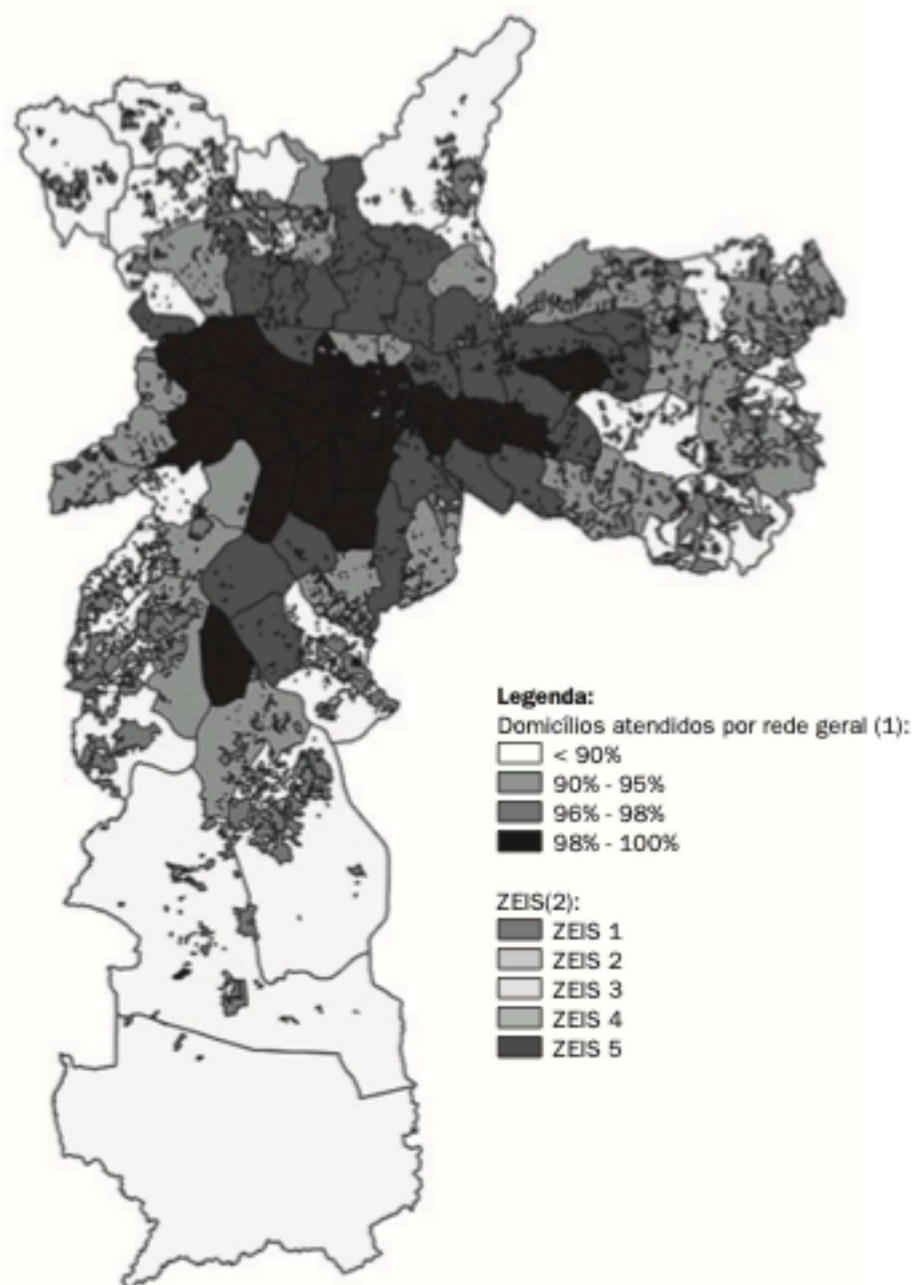 Legenda:
Domicílios atendidos por rede geral (1):
< 90%
90% - 95%
96% - 98%
98% - 100%
ZEIS(2):
ZEIS 1
ZEIS 2
ZEIS 3
ZEIS 4
ZEIS 5